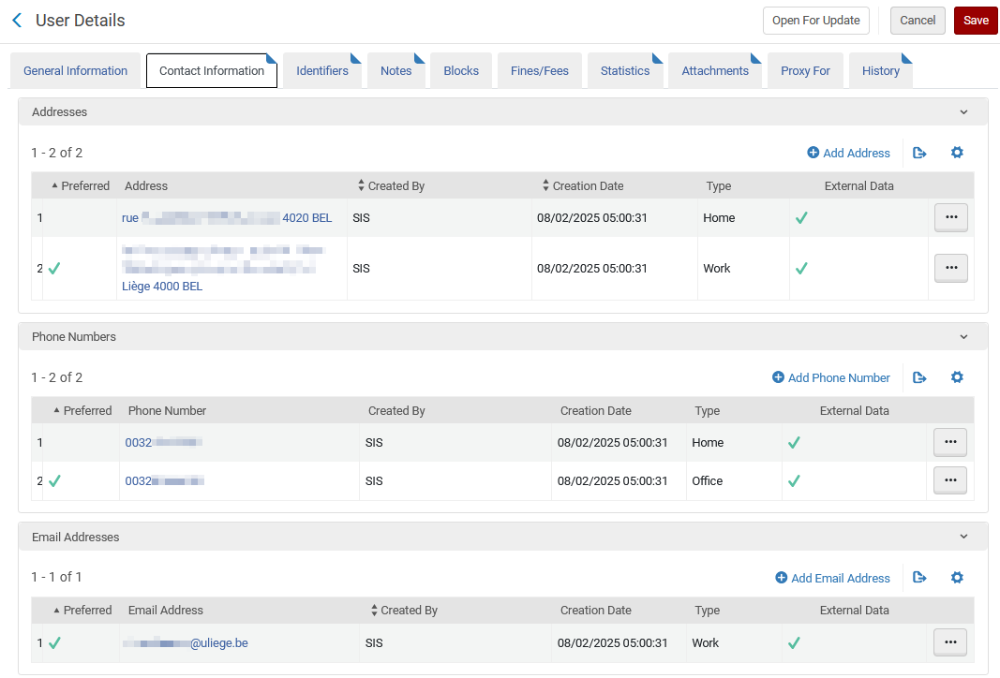 User Details
Open For Update
Cancel
Save
General Information
Contact Information
Identifiers
Notes
Blocks
Fines/Fees
Statistics
Attachments
Proxy For
History
Addresses
1 - 2 of 2
Add Address
Preferred Address Created By Creation Date Type External Data
1 rue 4020 BEL SIS 08/02/2025 05:00:31 Home
2 SIS 08/02/2025 05:00:31 Work
Liège 4000 BEL
Phone Numbers
1 - 2 of 2
Add Phone Number
Preferred Phone Number Created By Creation Date Type External Data
1 0032 SIS 08/02/2025 05:00:31 Home
2 0032 SIS 08/02/2025 05:00:31 Office
Email Addresses
1 - 1 of 1
Add Email Address
Preferred Email Address Created By Creation Date Type External Data
1 @uliege.be SIS 08/02/2025 05:00:31 Work